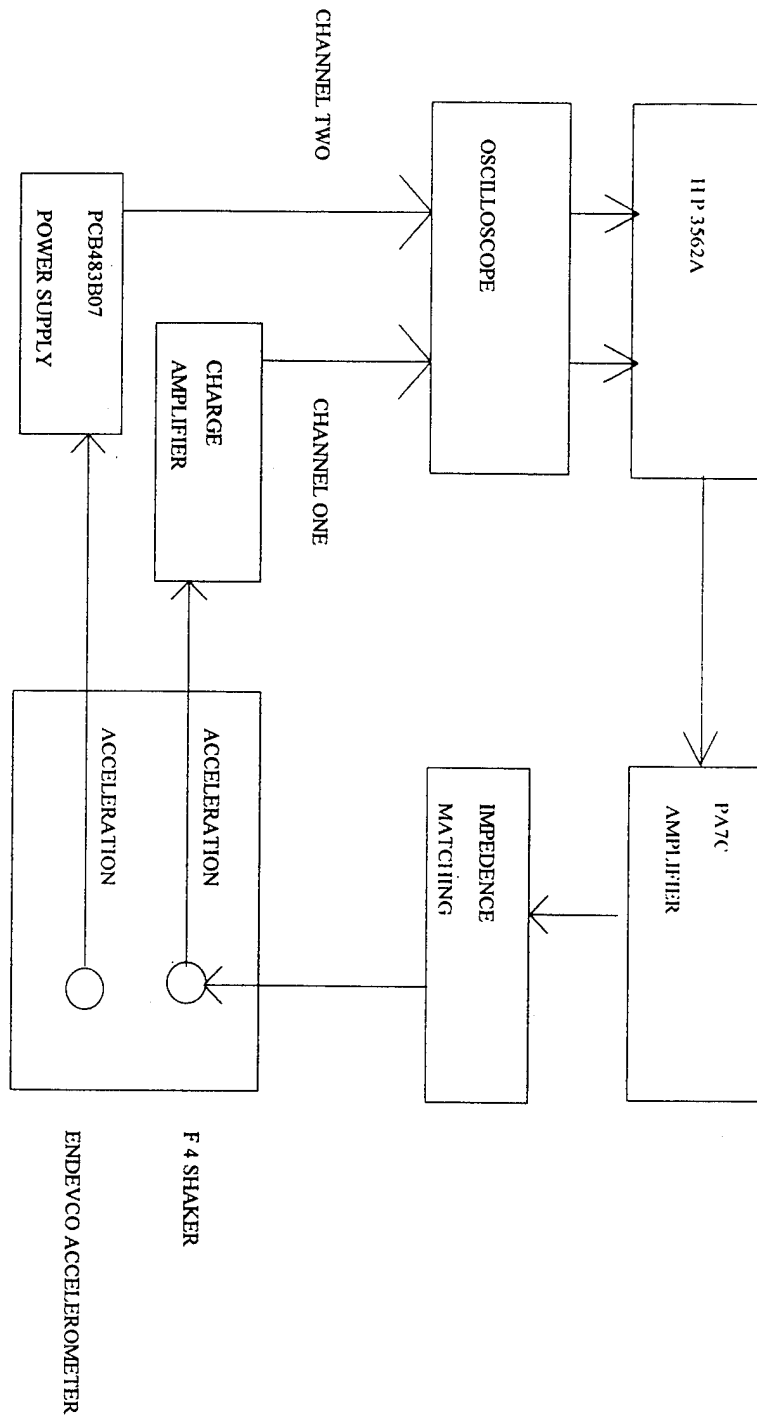 HP 3562A
PA7C
AMPLIFIER
OSCILLOSCOPE
IMPEDENCE
MATCHING
CHANNEL TWO
CHANNEL ONE
CHARGE
AMPLIFIER
ACCELERATION
F 4 SHAKER
PCB483B07
POWER SUPPLY
ACCELERATION
ENDEVCO ACCELEROMETER